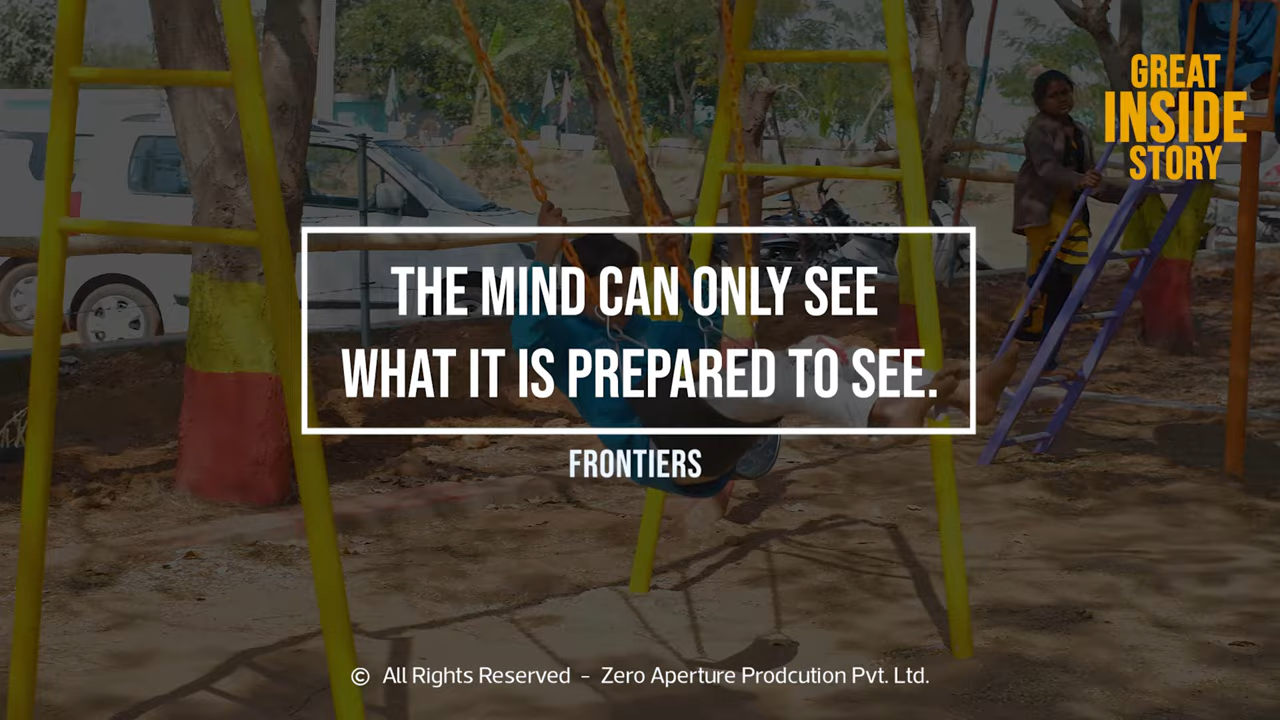 GREAT
INSIDE
STORY
THE MIND CAN ONLY SEE
WHAT IT IS PREPARED TO SEE.
FRONTIERS
© All Rights Reserved - Zero Aperture Prodcution Pvt. Ltd.